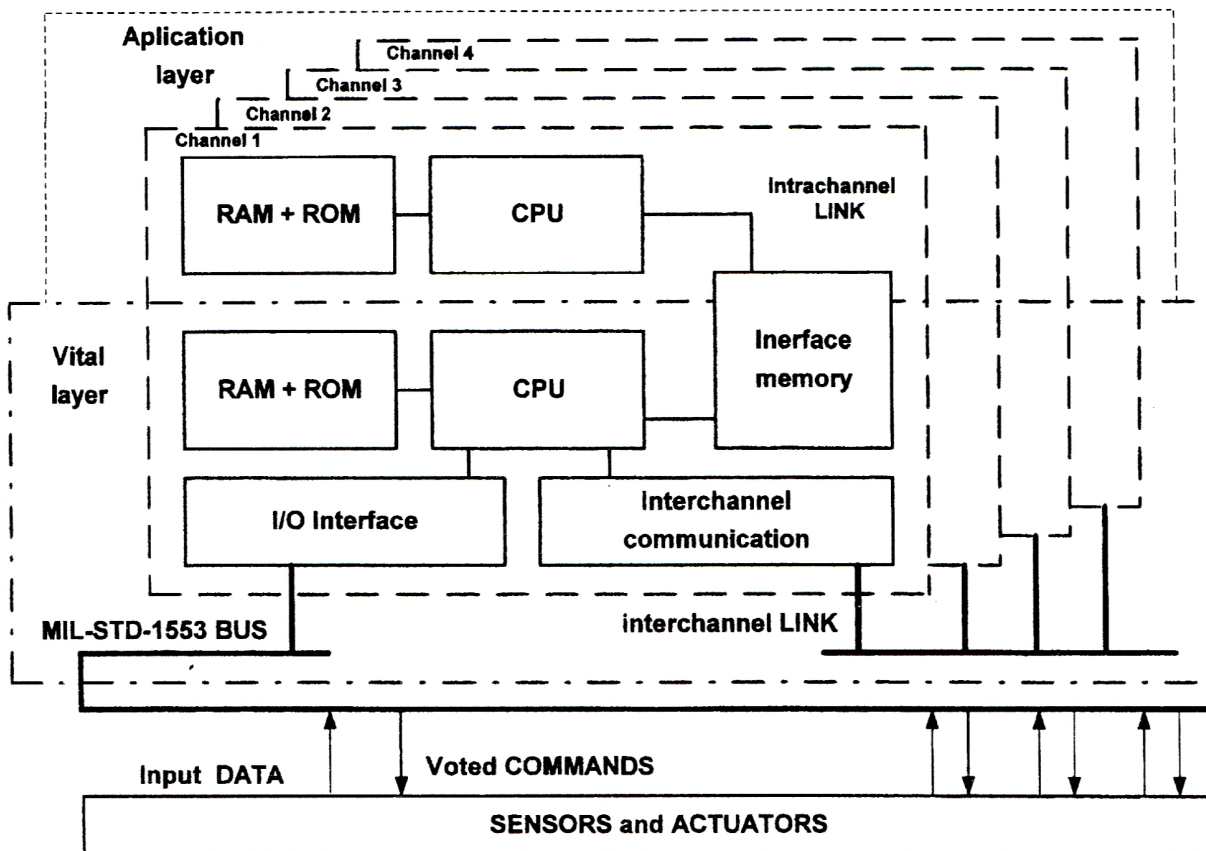 Aplication
layer
Channel 4
Channel 3
Channel 2
Channel 1
RAM + ROM
CPU
Intrachannel
LINK
Vital
layer
RAM + ROM
CPU
Inerface
memory
I/O Interface
Interchannel
communication
MIL-STD-1553 BUS
interchannel LINK
Input DATA
Voted COMMANDS
SENSORS and ACTUATORS